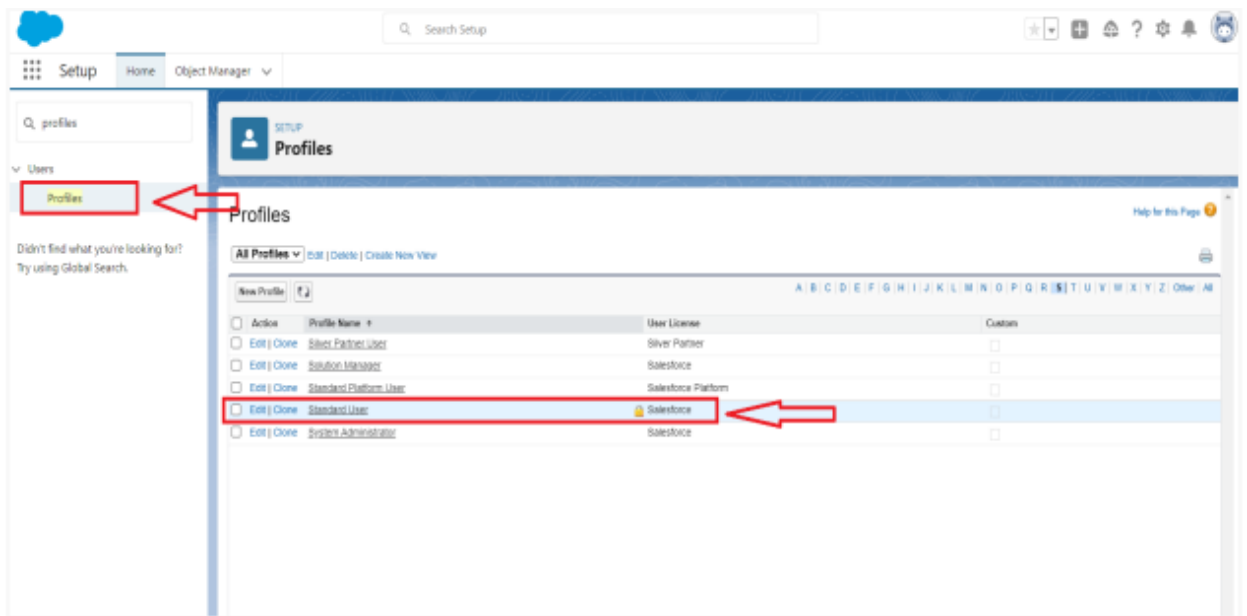 Search Setup
Setup Home Object Manager
profiles
Users
Profiles
Didn't find what you're looking for?
Try using Global Search.
SETUP
Profiles
Profiles
Help for this Page
All Profiles Edit | Delete | Create New View
New Profile
A | B | C | D | E | F | G | H | I | J | K | L | M | N | O | P | Q | R | S | T | U | V | W | X | Y | Z | Other | All
Action Profile Name User License Custom
Edit | Clone Silver Partner User Silver Partner
Edit | Clone Solution Manager Salesforce
Edit | Clone Standard Platform User Salesforce Platform
Edit | Clone Standard User Salesforce
Edit | Clone System Administrator Salesforce